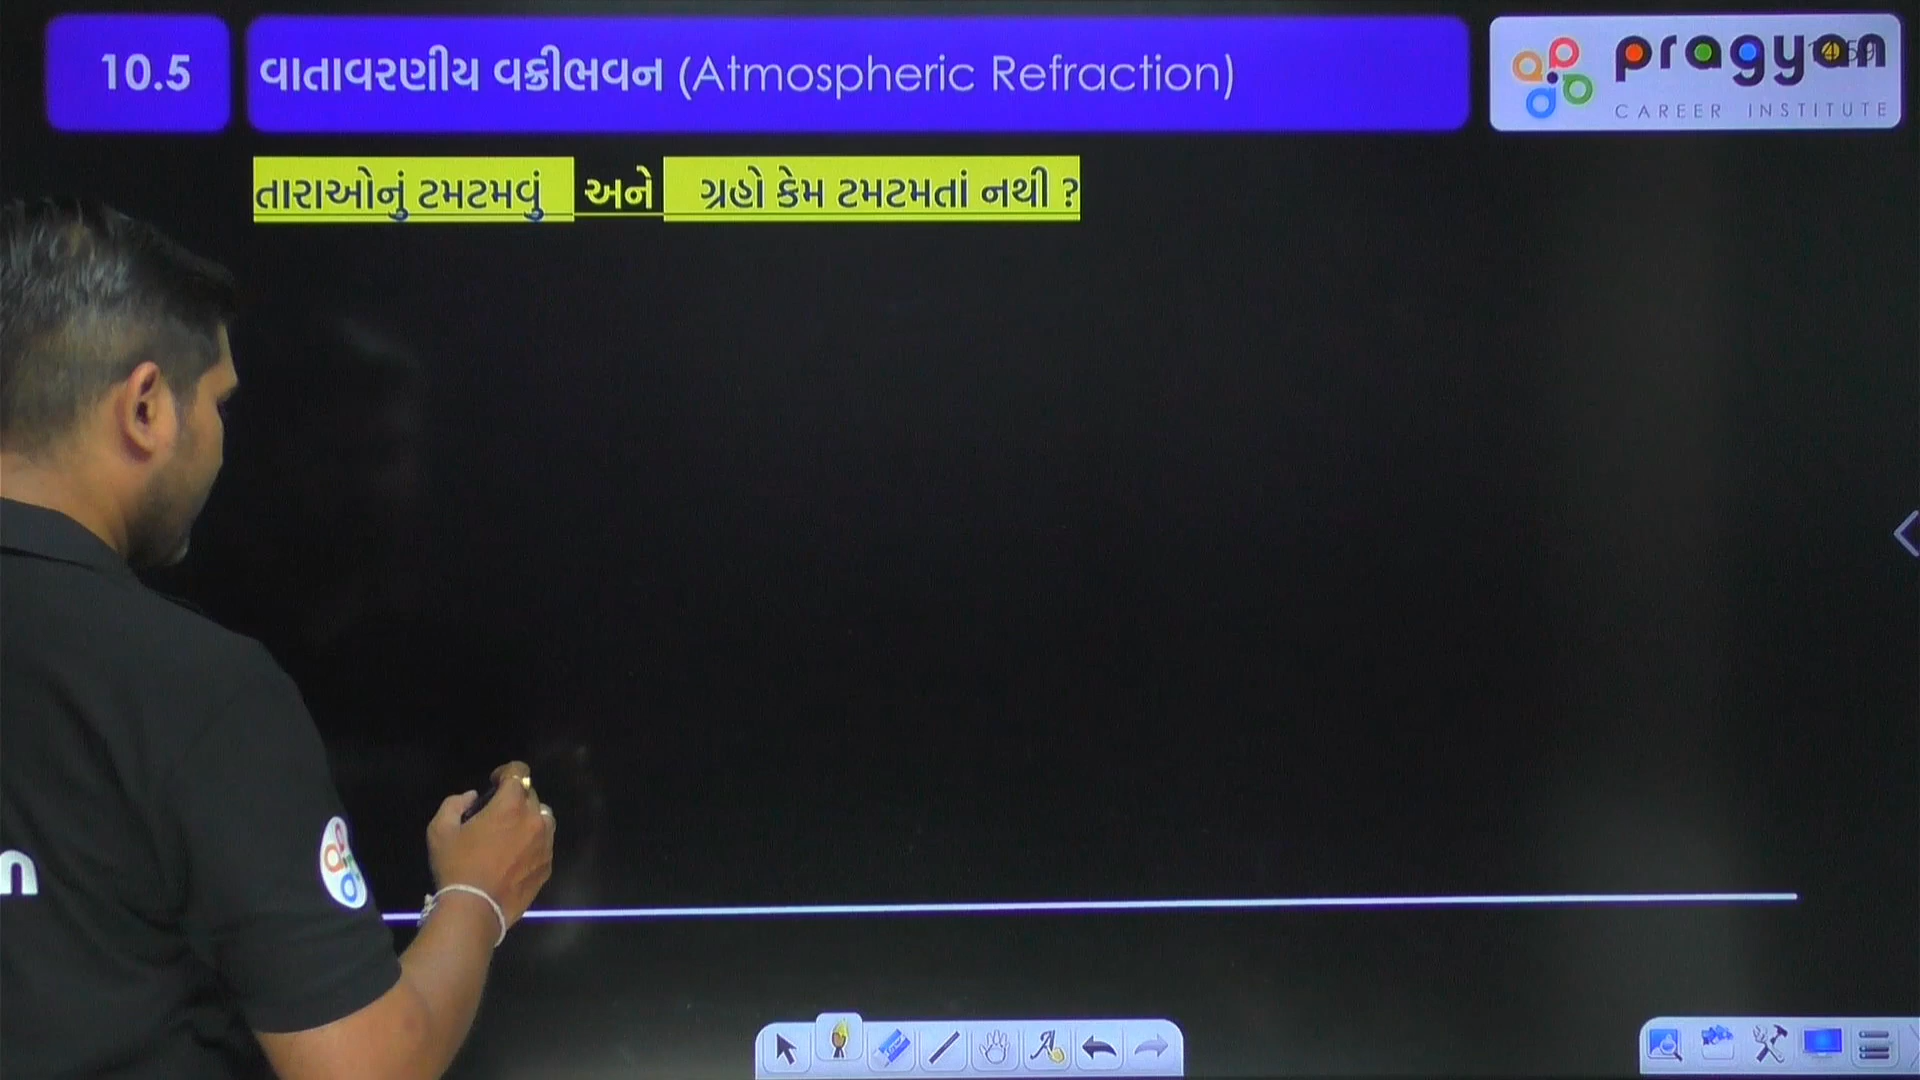 10.5
વાતાવરણીય વક્રીભવન (Atmospheric Refraction)
pragyan
CAREER INSTITUTE
તારાઓનું ટમટમવું અને ગ્રહો કેમ ટમટમતાં નથી ?
n